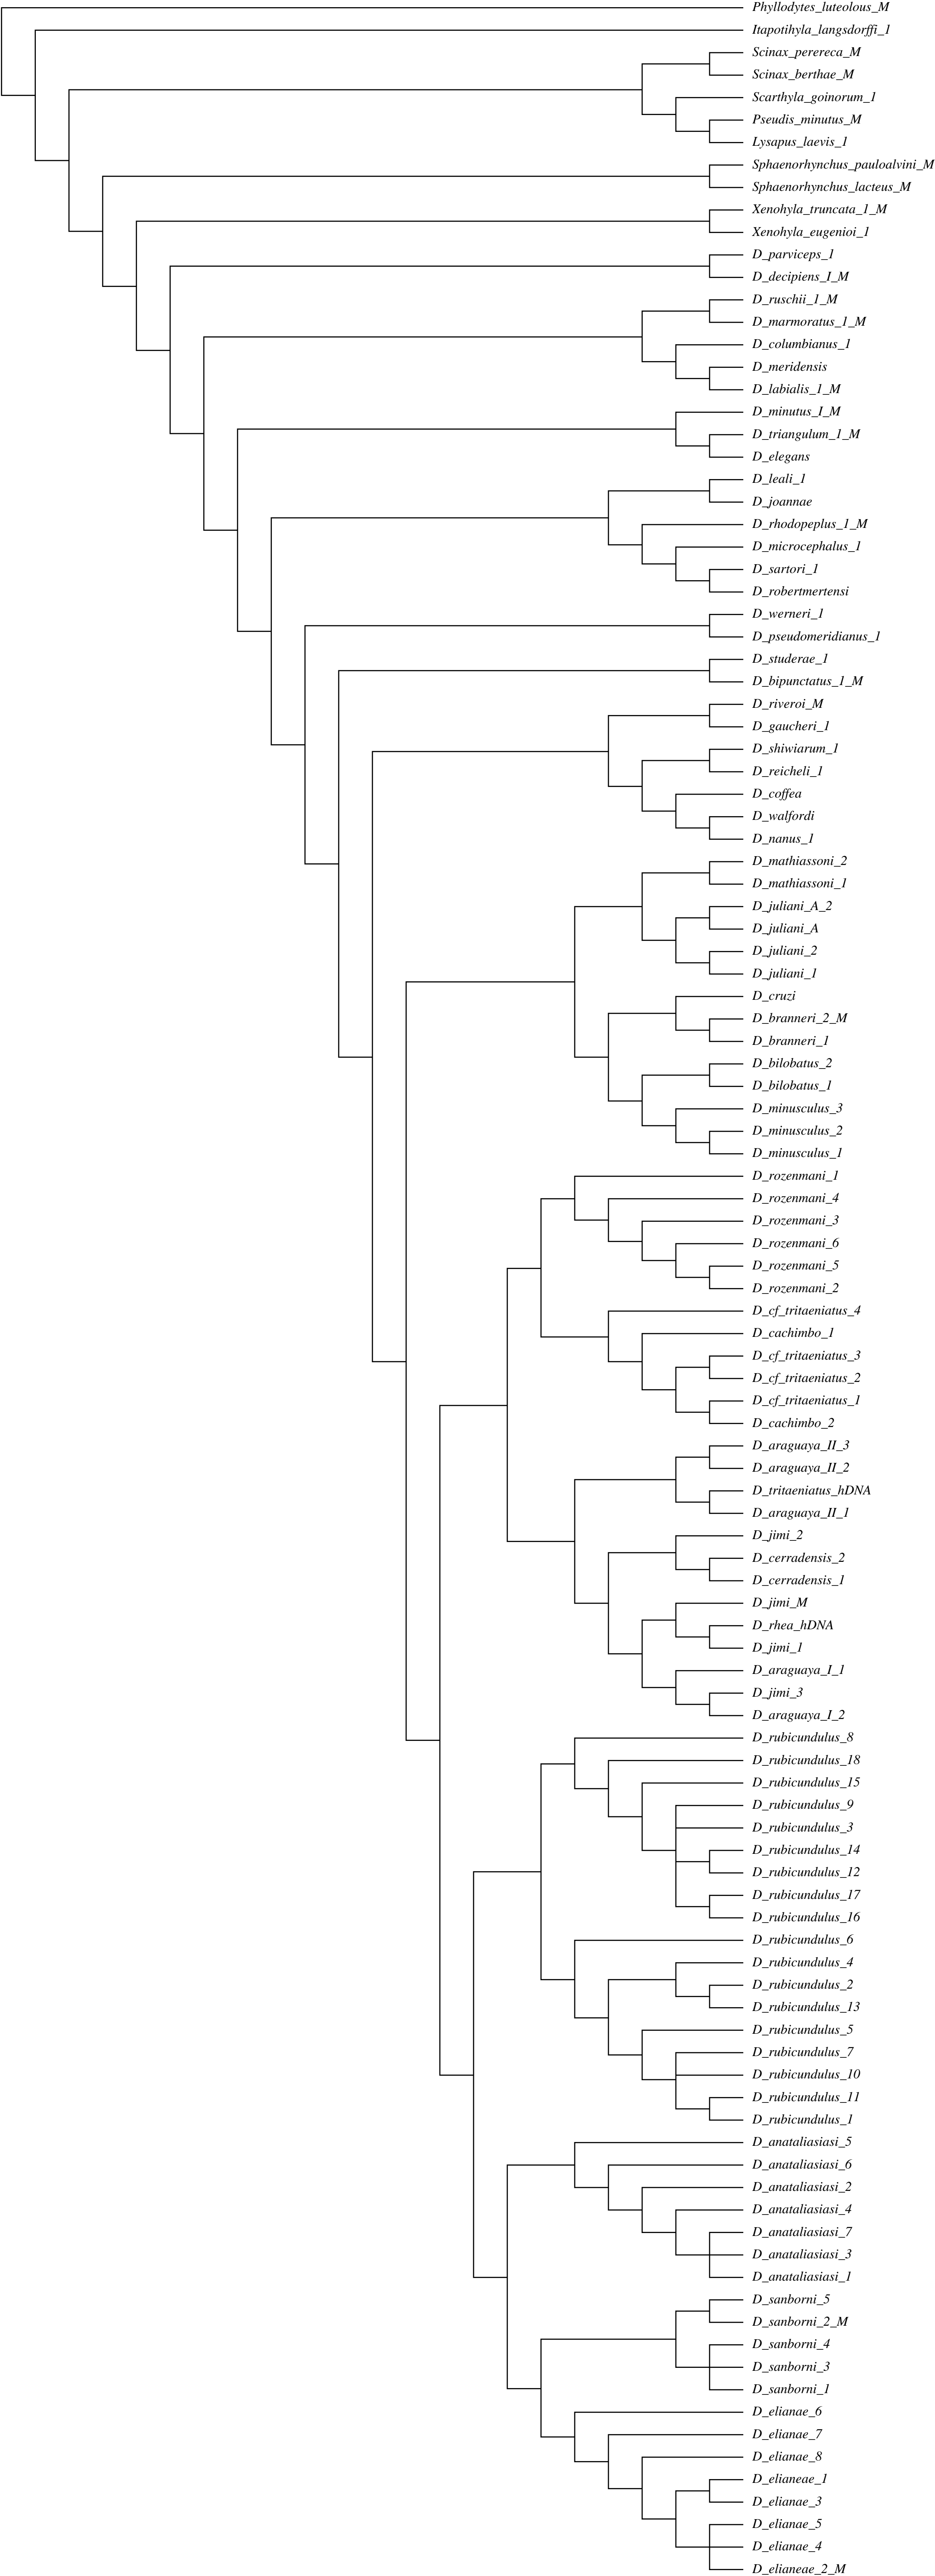 Phyllodytes_luteolous_M
Itapotihyla_langsdorffi_1
Scinax_perereca_M
Scinax_berthae_M
Scarthyla_goinorum_1
Pseudis_minutus_M
Lysapus_laevis_1
Sphaenorhynchus_pauloalvini_M
Sphaenorhynchus_lacteus_M
Xenohyla_truncata_1_M
Xenohyla_eugenioi_1
D_parviceps_1
D_decipiens_I_M
D_ruschii_1_M
D_marmoratus_1_M
D_columbianus_1
D_meridensis
D_labialis_1_M
D_minutus_I_M
D_triangulum_1_M
D_elegans
D_leali_1
D_joannae
D_rhodopeplus_1_M
D_microcephalus_1
D_sartori_1
D_robertmertensi
D_werneri_1
D_pseudomeridianus_1
D_studerae_1
D_bipunctatus_1_M
D_riveroi_M
D_gaucheri_1
D_shiwiarum_1
D_reicheli_1
D_coffea
D_walfordi
D_nanus_1
D_mathiassoni_2
D_mathiassoni_1
D_juliani_A_2
D_juliani_A
D_juliani_2
D_juliani_1
D_cruzi
D_branneri_2_M
D_branneri_1
D_bilobatus_2
D_bilobatus_1
D_minusculus_3
D_minusculus_2
D_minusculus_1
D_rozenmani_1
D_rozenmani_4
D_rozenmani_3
D_rozenmani_6
D_rozenmani_5
D_rozenmani_2
D_cf_tritaeniatus_4
D_cachimbo_1
D_cf_tritaeniatus_3
D_cf_tritaeniatus_2
D_cf_tritaeniatus_1
D_cachimbo_2
D_araguaya_II_3
D_araguaya_II_2
D_tritaeniatus_hDNA
D_araguaya_II_1
D_jimi_2
D_cerradensis_2
D_cerradensis_1
D_jimi_M
D_rhea_hDNA
D_jimi_1
D_araguaya_I_1
D_jimi_3
D_araguaya_I_2
D_rubicundulus_8
D_rubicundulus_18
D_rubicundulus_15
D_rubicundulus_9
D_rubicundulus_3
D_rubicundulus_14
D_rubicundulus_12
D_rubicundulus_17
D_rubicundulus_16
D_rubicundulus_6
D_rubicundulus_4
D_rubicundulus_2
D_rubicundulus_13
D_rubicundulus_5
D_rubicundulus_7
D_rubicundulus_10
D_rubicundulus_11
D_rubicundulus_1
D_anataliasiasi_5
D_anataliasiasi_6
D_anataliasiasi_2
D_anataliasiasi_4
D_anataliasiasi_7
D_anataliasiasi_3
D_anataliasiasi_1
D_sanborni_5
D_sanborni_2_M
D_sanborni_4
D_sanborni_3
D_sanborni_1
D_elianae_6
D_elianae_7
D_elianae_8
D_elianeae_1
D_elianae_3
D_elianae_5
D_elianae_4
D_elianeae_2_M